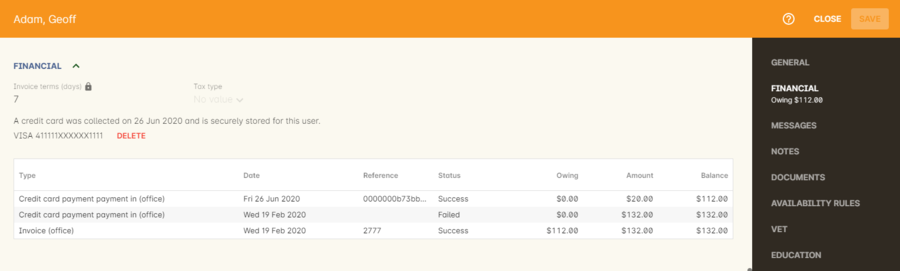 Adam, Geoff
CLOSE
SAVE
FINANCIAL
Invoice terms (days)
Tax type
7
No value
A credit card was collected on 26 Jun 2020 and is securely stored for this user.
VISA 411111XXXXXX1111 DELETE
Type Date Reference Status Owing Amount Balance
Credit card payment payment in (office) Fri 26 Jun 2020 0000000b73bb... Success $0.00 $20.00 $112.00
Credit card payment payment in (office) Wed 19 Feb 2020 Failed $0.00 $132.00 $132.00
Invoice (office) Wed 19 Feb 2020 2777 Success $112.00 $132.00 $132.00
GENERAL
FINANCIAL
Owing $112.00
MESSAGES
NOTES
DOCUMENTS
AVAILABILITY RULES
VET
EDUCATION